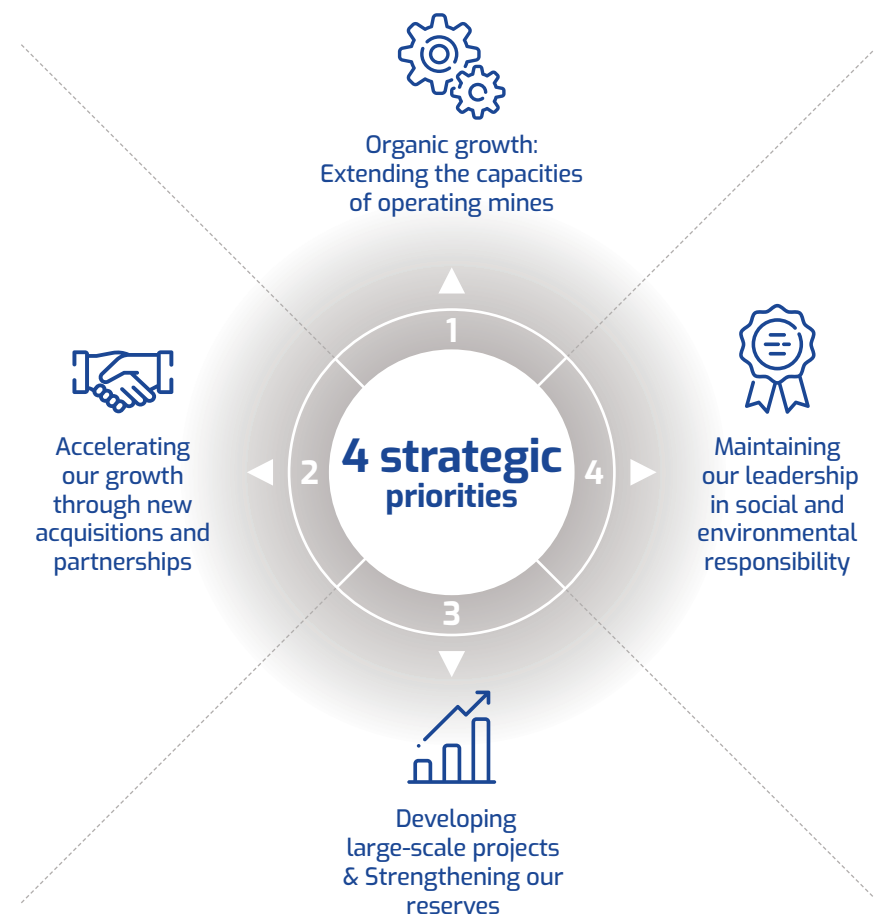 Organic growth:
Extending the capacities
of operating mines
1
Accelerating
our growth
through new
acquisitions and
partnerships
2
4 strategic
priorities
4
Maintaining
our leadership
in social and
environmental
responsibility
3
Developing
large-scale projects
& Strengthening our
reserves